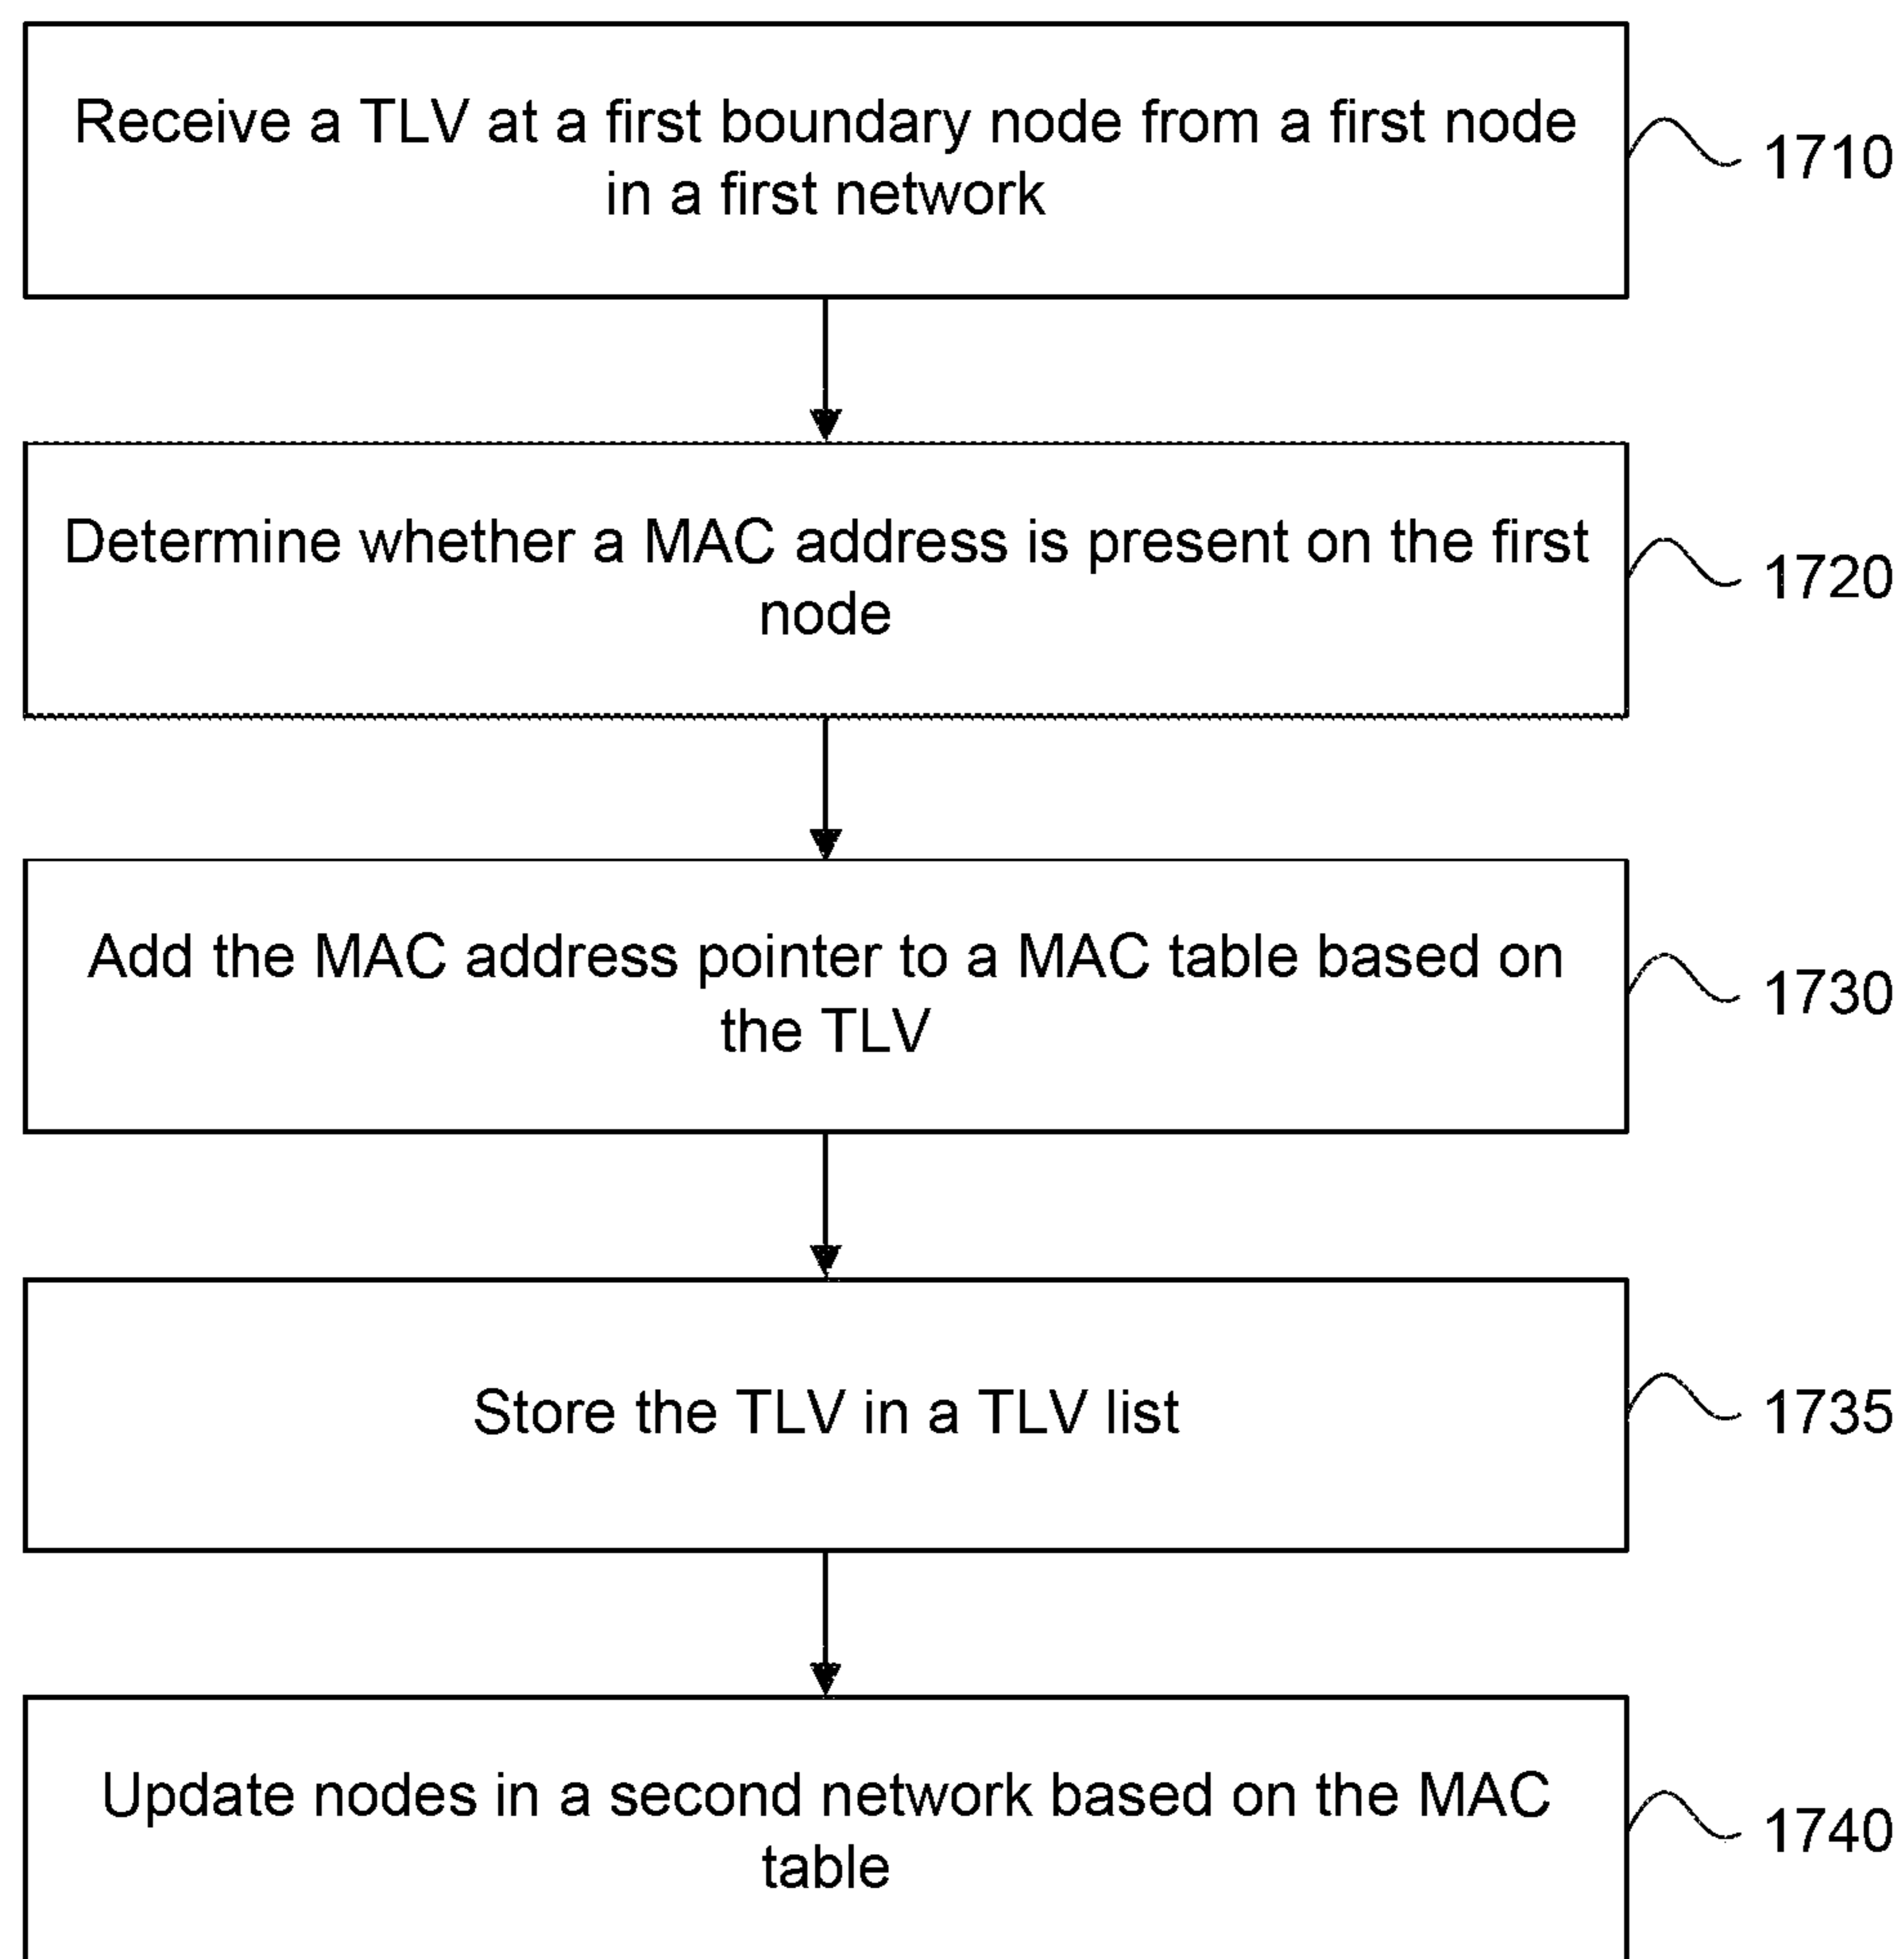 Receive a TLV at a first boundary node from a first node
in a first network
1710
Determine whether a MAC address is present on the first
node
1720
Add the MAC address pointer to a MAC table based on
the TLV
1730
Store the TLV in a TLV list
1735
Update nodes in a second network based on the MAC
table
1740